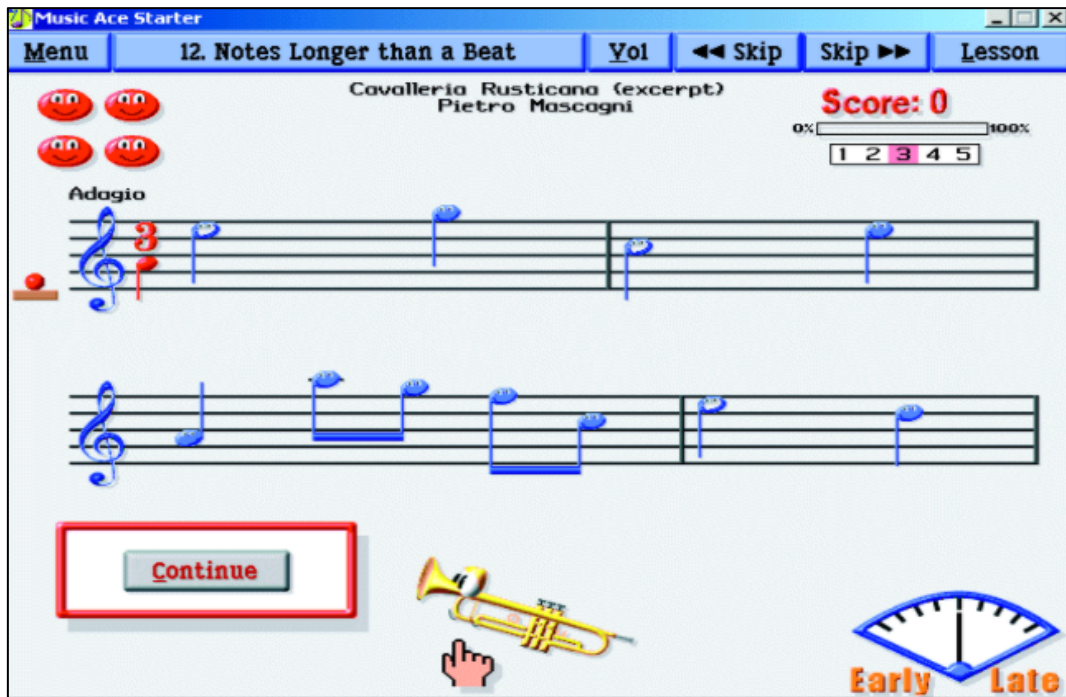 Music Ace Starter
Menu 12. Notes Longer than a Beat Vol ◄◄ Skip Skip ►► Lesson
Cavalleria Rusticana (excerpt)
Pietro Mascagni
Score: 0
0% 100%
1 2 3 4 5
Adagio
3
Continue
Early Late